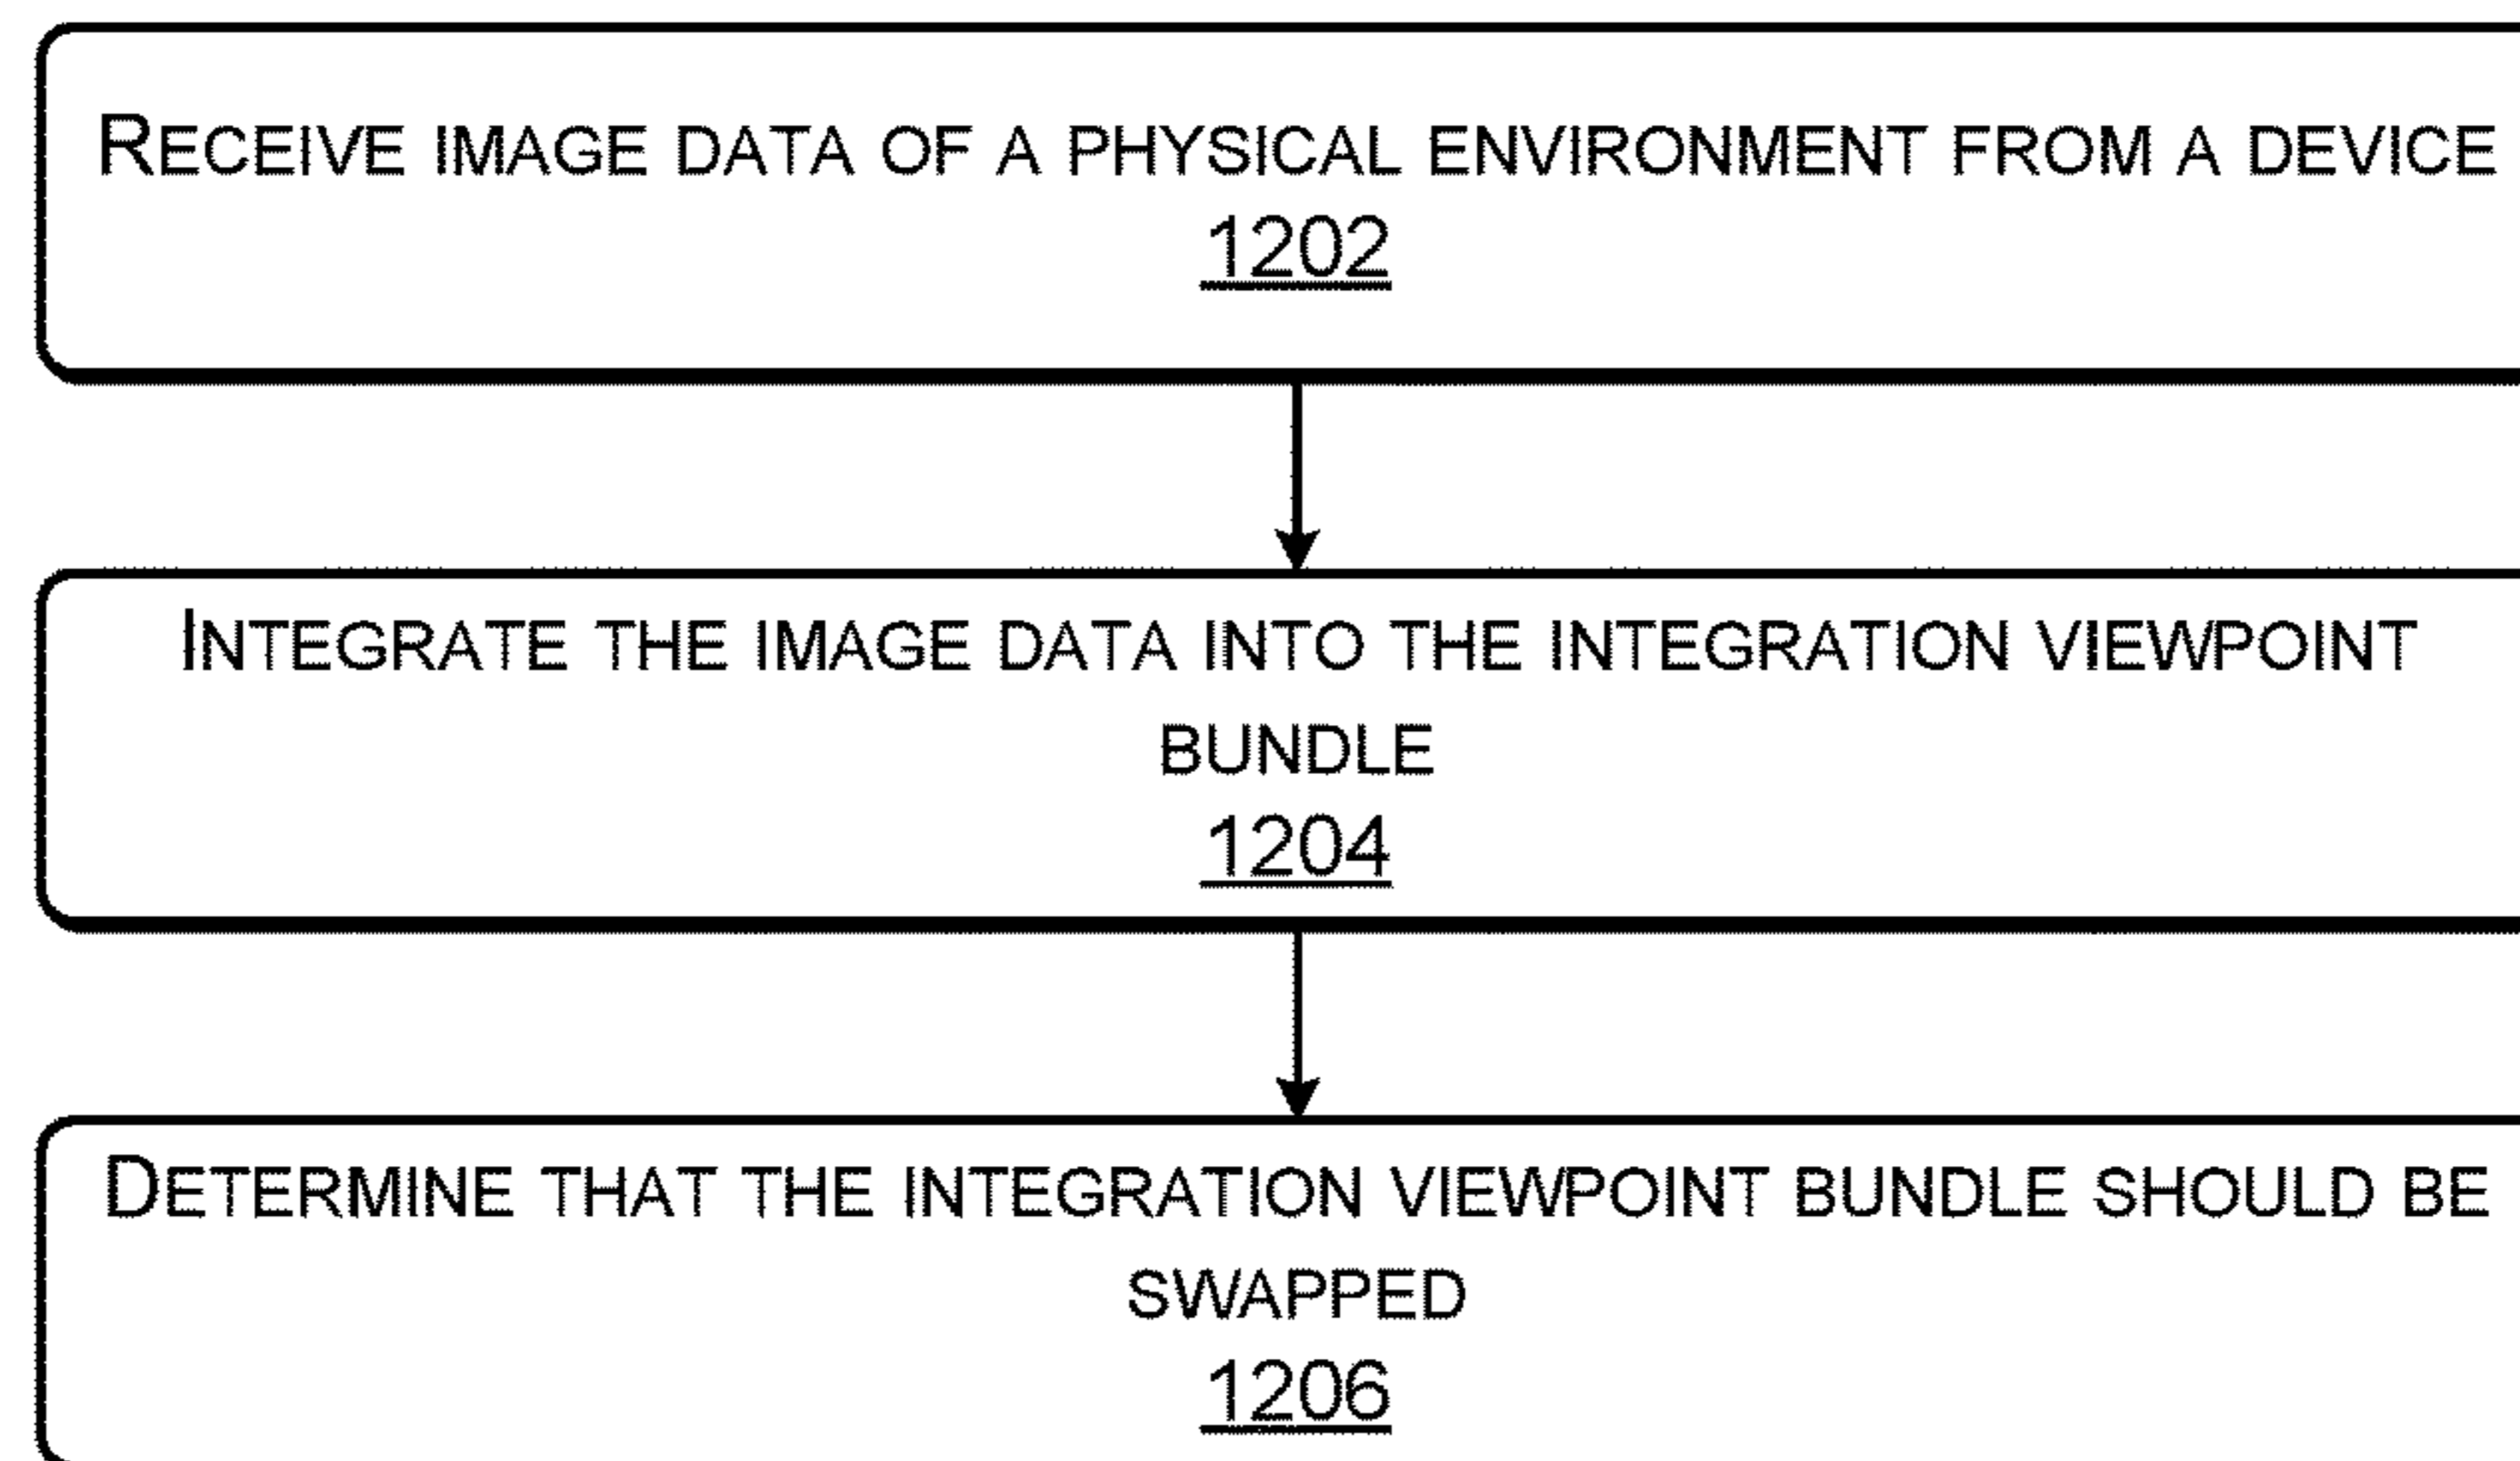 RECEIVE IMAGE DATA OF A PHYSICAL ENVIRONMENT FROM A DEVICE
1202
INTEGRATE THE IMAGE DATA INTO THE INTEGRATION VIEWPOINT
BUNDLE
1204
DETERMINE THAT THE INTEGRATION VIEWPOINT BUNDLE SHOULD BE
SWAPPED
1206